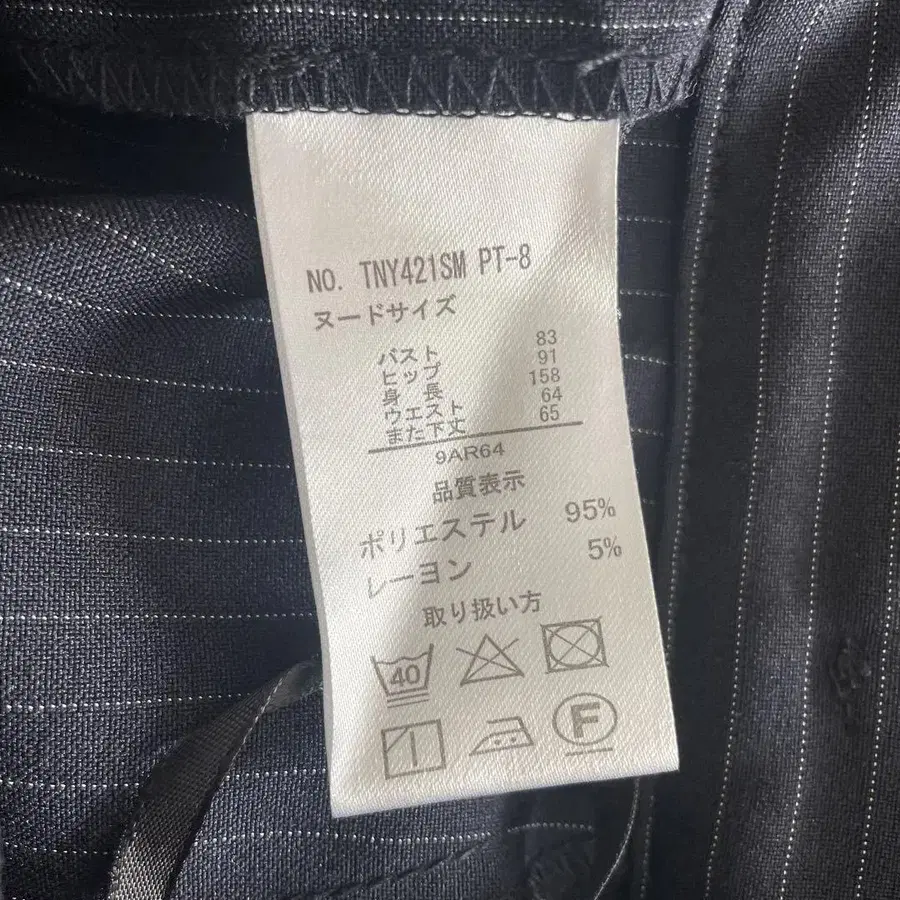 NO. TNY421SM PT-8
ヌードサイズ
バスト 83
ヒップ 91
身長 158
ウエスト 64
また下丈 65
9AR64
品質表示
ポリエステル 95%
レーヨン 5%
取り扱い方
40
F